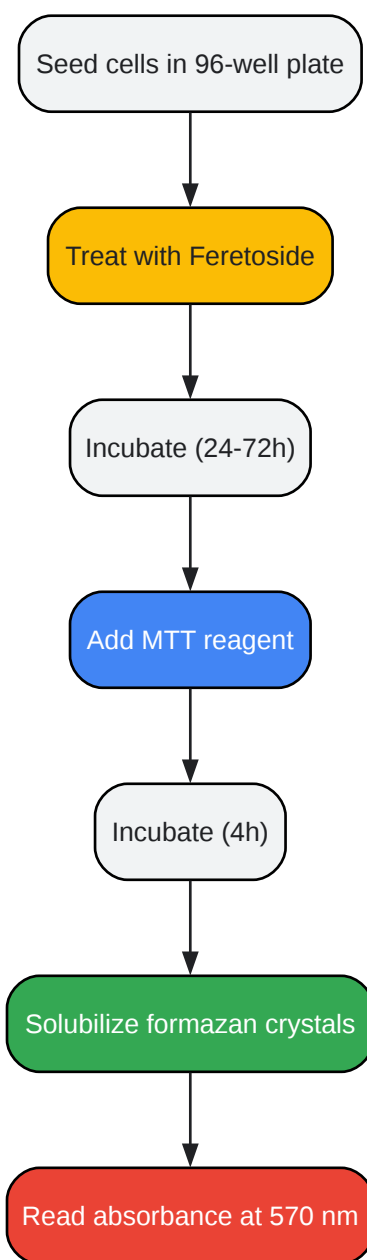 Seed cells in 96-well plate
Treat with Feretoside
Incubate (24-72h)
Add MTT reagent
Incubate (4h)
Solubilize formazan crystals
Read absorbance at 570 nm